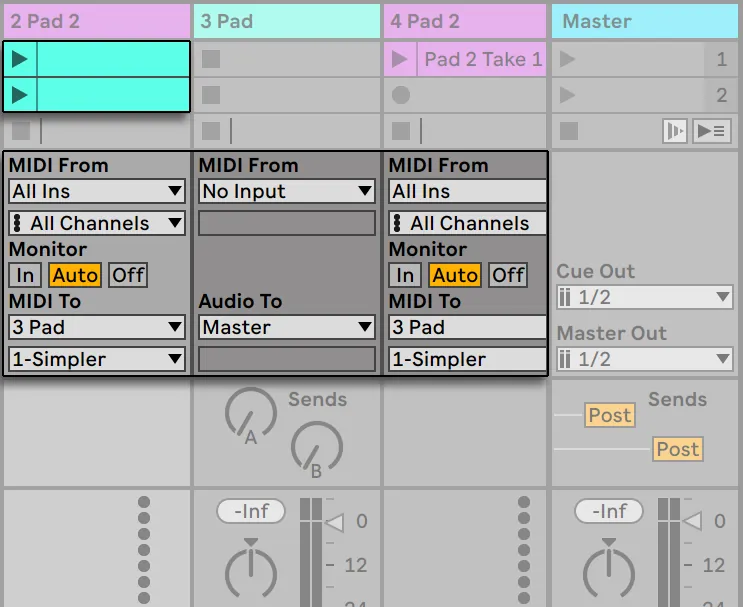 2 Pad 2
3 Pad
4 Pad 2
Master
Pad 2 Take 1
1
2
MIDI From
All Ins
All Channels
Monitor
In Auto Off
MIDI To
3 Pad
1-Simpler
MIDI From
No Input
Audio To
Master
MIDI From
All Ins
All Channels
Monitor
In Auto Off
MIDI To
3 Pad
1-Simpler
Cue Out
1/2
Master Out
1/2
Sends
A
B
Sends
Post
Post
-Inf
0
12
24
-Inf
0
12
24